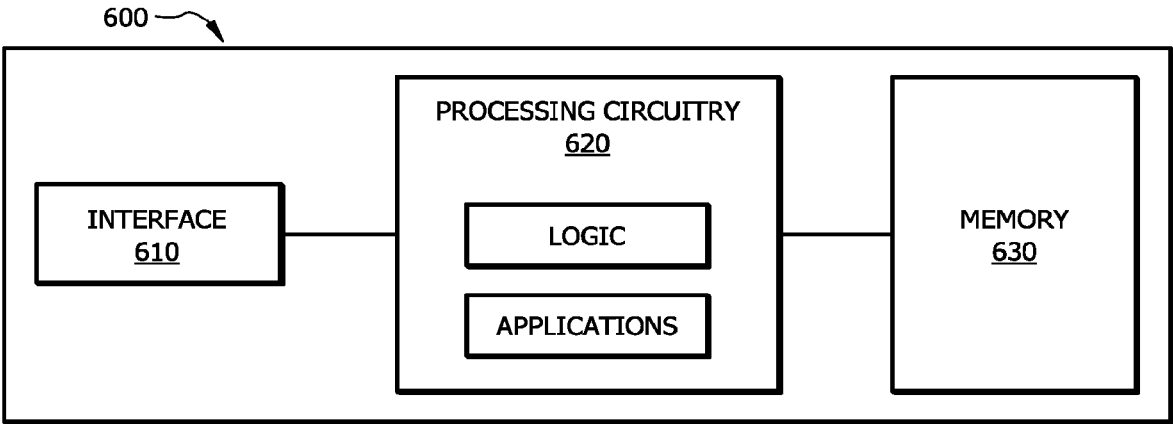 600
PROCESSING CIRCUITRY
620
INTERFACE
610
LOGIC
APPLICATIONS
MEMORY
630